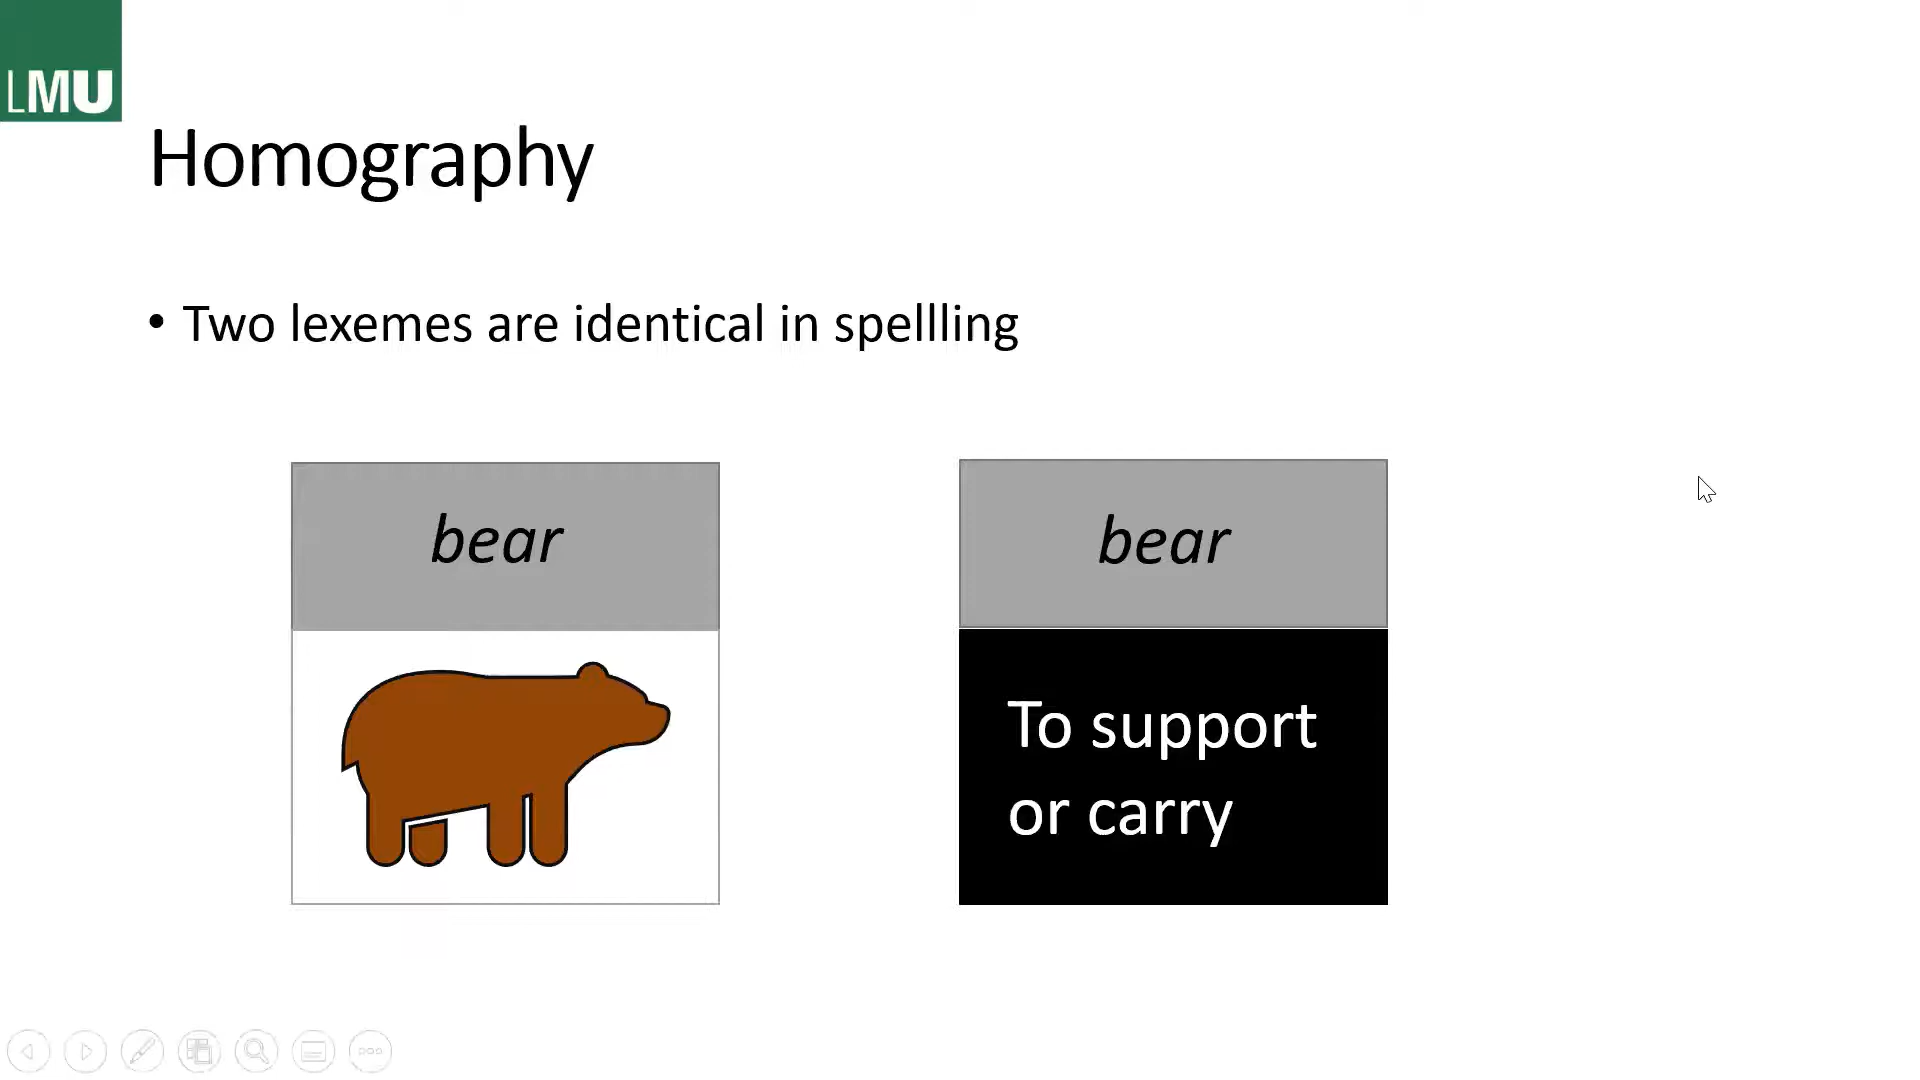 LMU
Homography
• Two lexemes are identical in spellling
bear
bear
To support
or carry